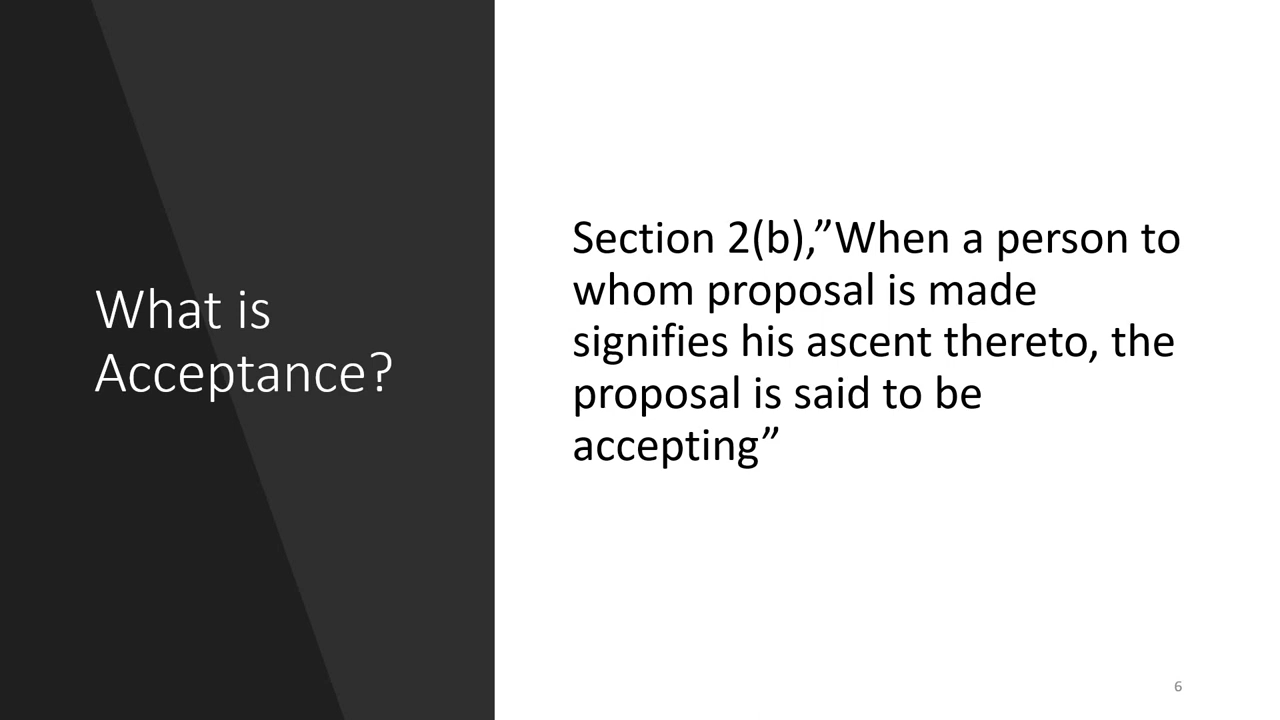 What is
Acceptance?
Section 2(b),”When a person to
whom proposal is made
signifies his ascent thereto, the
proposal is said to be
accepting”
6